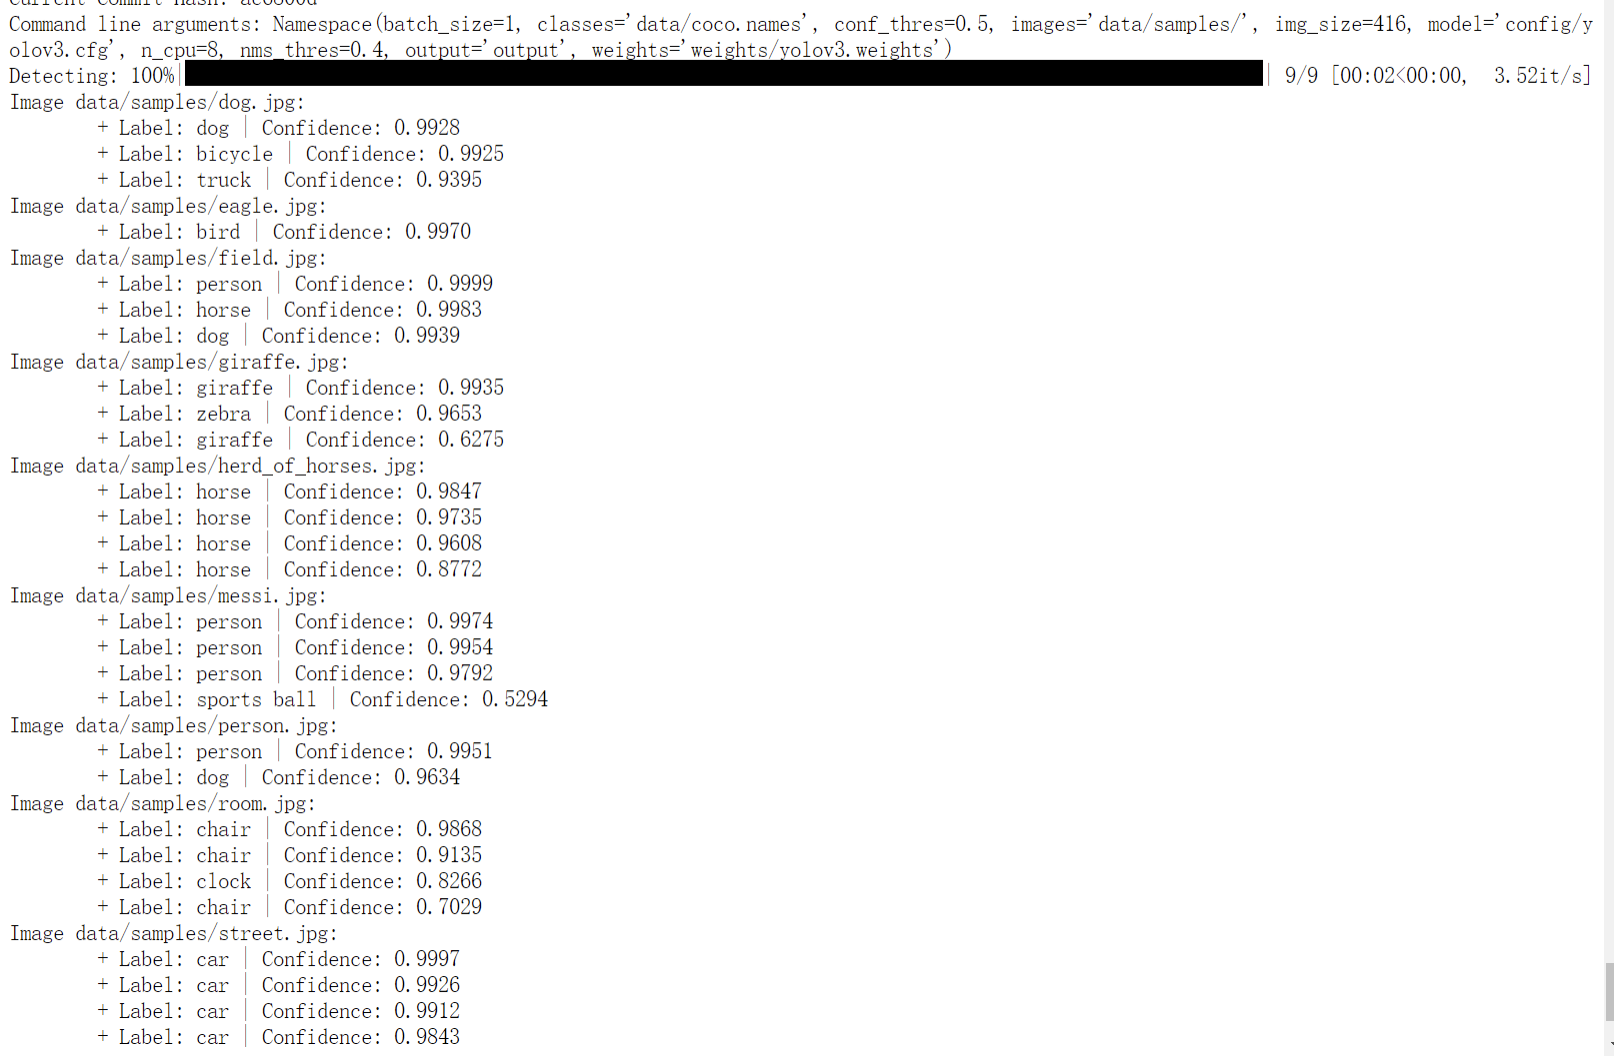 Current Commit hash: 
Command line arguments: Namespace(batch_size=1, classes='data/coco.names', conf_thres=0.5, images='data/samples/', img_size=416, model='config/y
olov3.cfg', n_cpu=8, nms_thres=0.4, output='output', weights='weights/yolov3.weights')
Detecting: 100%| | 9/9 [00:02<00:00,  3.52it/s]
Image data/samples/dog.jpg:
        + Label: dog | Confidence: 0.9928
        + Label: bicycle | Confidence: 0.9925
        + Label: truck | Confidence: 0.9395
Image data/samples/eagle.jpg:
        + Label: bird | Confidence: 0.9970
Image data/samples/field.jpg:
        + Label: person | Confidence: 0.9999
        + Label: horse | Confidence: 0.9983
        + Label: dog | Confidence: 0.9939
Image data/samples/giraffe.jpg:
        + Label: giraffe | Confidence: 0.9935
        + Label: zebra | Confidence: 0.9653
        + Label: giraffe | Confidence: 0.6275
Image data/samples/herd_of_horses.jpg:
        + Label: horse | Confidence: 0.9847
        + Label: horse | Confidence: 0.9735
        + Label: horse | Confidence: 0.9608
        + Label: horse | Confidence: 0.8772
Image data/samples/messi.jpg:
        + Label: person | Confidence: 0.9974
        + Label: person | Confidence: 0.9954
        + Label: person | Confidence: 0.9792
        + Label: sports ball | Confidence: 0.5294
Image data/samples/person.jpg:
        + Label: person | Confidence: 0.9951
        + Label: dog | Confidence: 0.9634
Image data/samples/room.jpg:
        + Label: chair | Confidence: 0.9868
        + Label: chair | Confidence: 0.9135
        + Label: clock | Confidence: 0.8266
        + Label: chair | Confidence: 0.7029
Image data/samples/street.jpg:
        + Label: car | Confidence: 0.9997
        + Label: car | Confidence: 0.9926
        + Label: car | Confidence: 0.9912
        + Label: car | Confidence: 0.9843